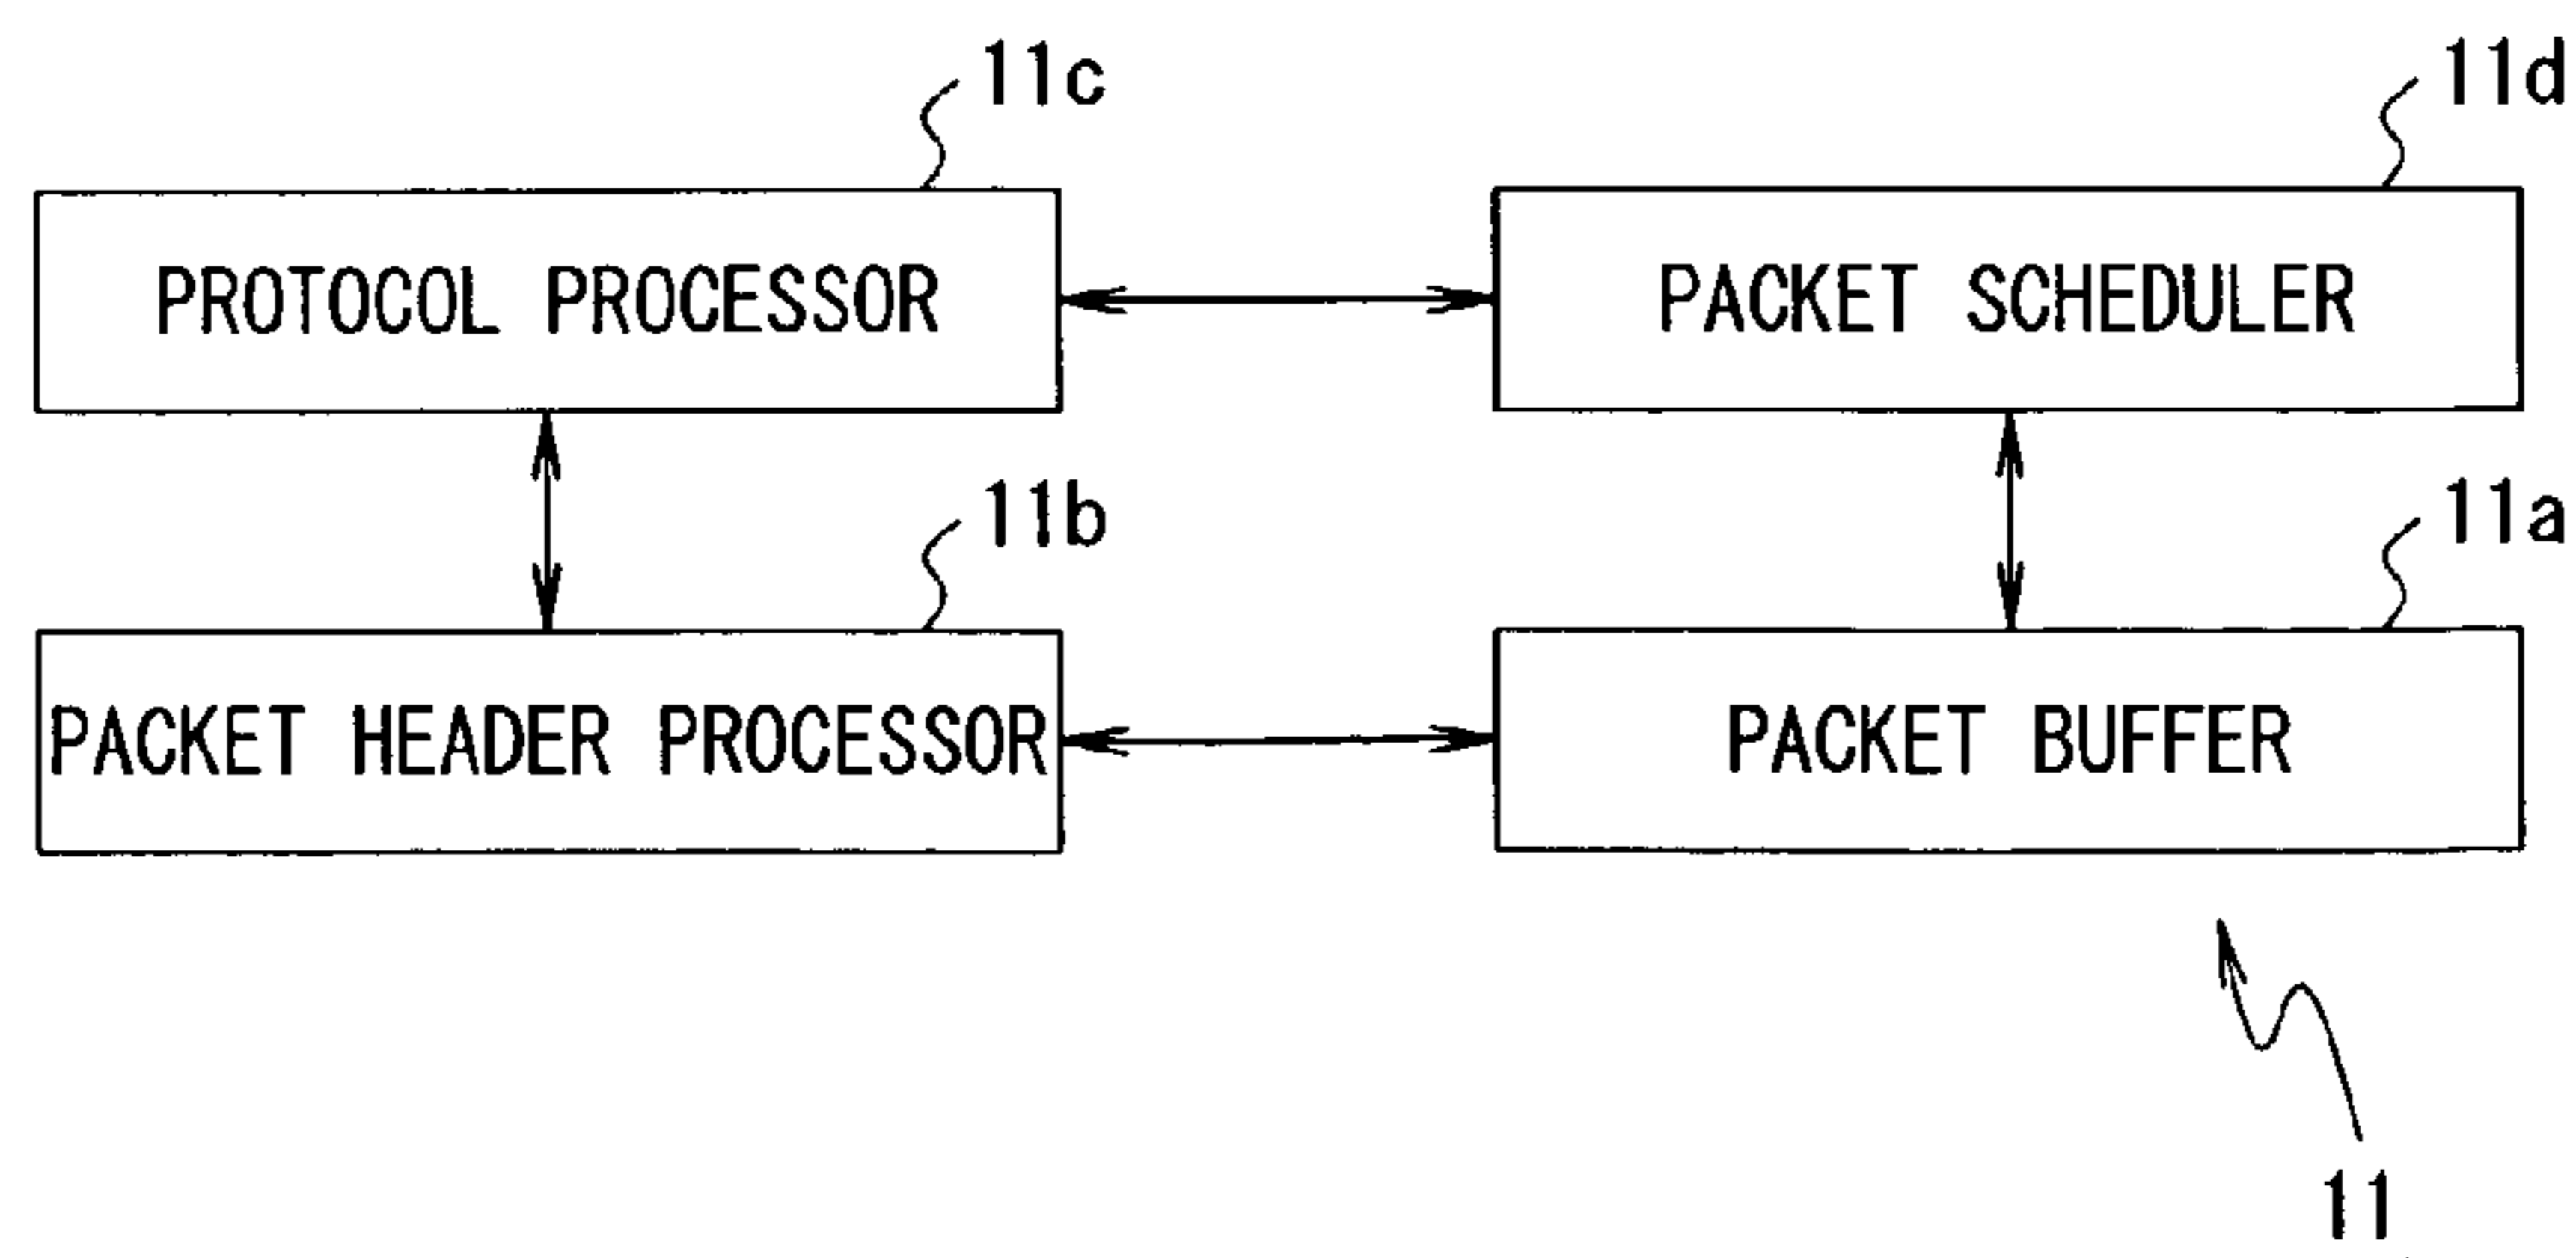 11c
11d
PROTOCOL PROCESSOR
PACKET SCHEDULER
11b
11a
PACKET HEADER PROCESSOR
PACKET BUFFER
11